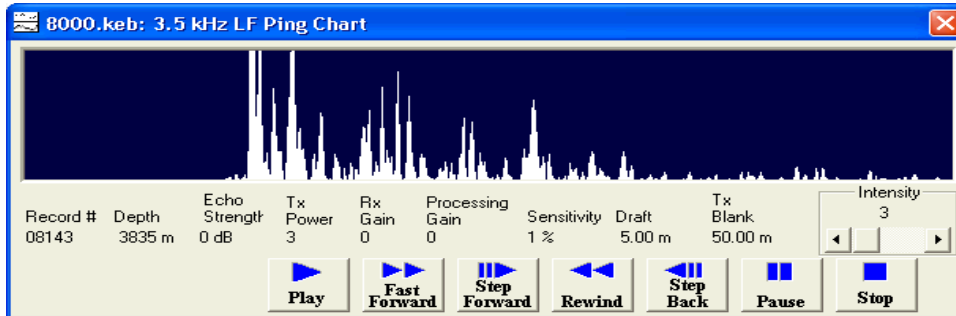 8000.keb: 3.5 kHz LF Ping Chart
Record # Depth Echo Strength Tx Power Rx Gain Processing Gain Sensitivity Draft Tx Blank Intensity
08143 3835 m 0 dB 3 0 0 1 % 5.00 m 50.00 m 3
Play Fast Forward Step Forward Rewind Step Back Pause Stop